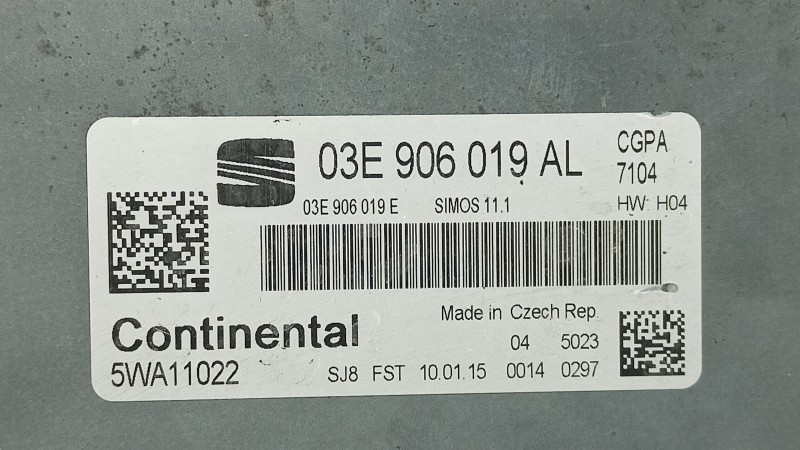 03E 906 019 AL
CGPA
7104
03E 906 019 E SIMOS 11.1 HW H04
Made in Czech Rep.
Continental
04 5023
5WA11022
SJ8 FST 10.01.15 0014 0297